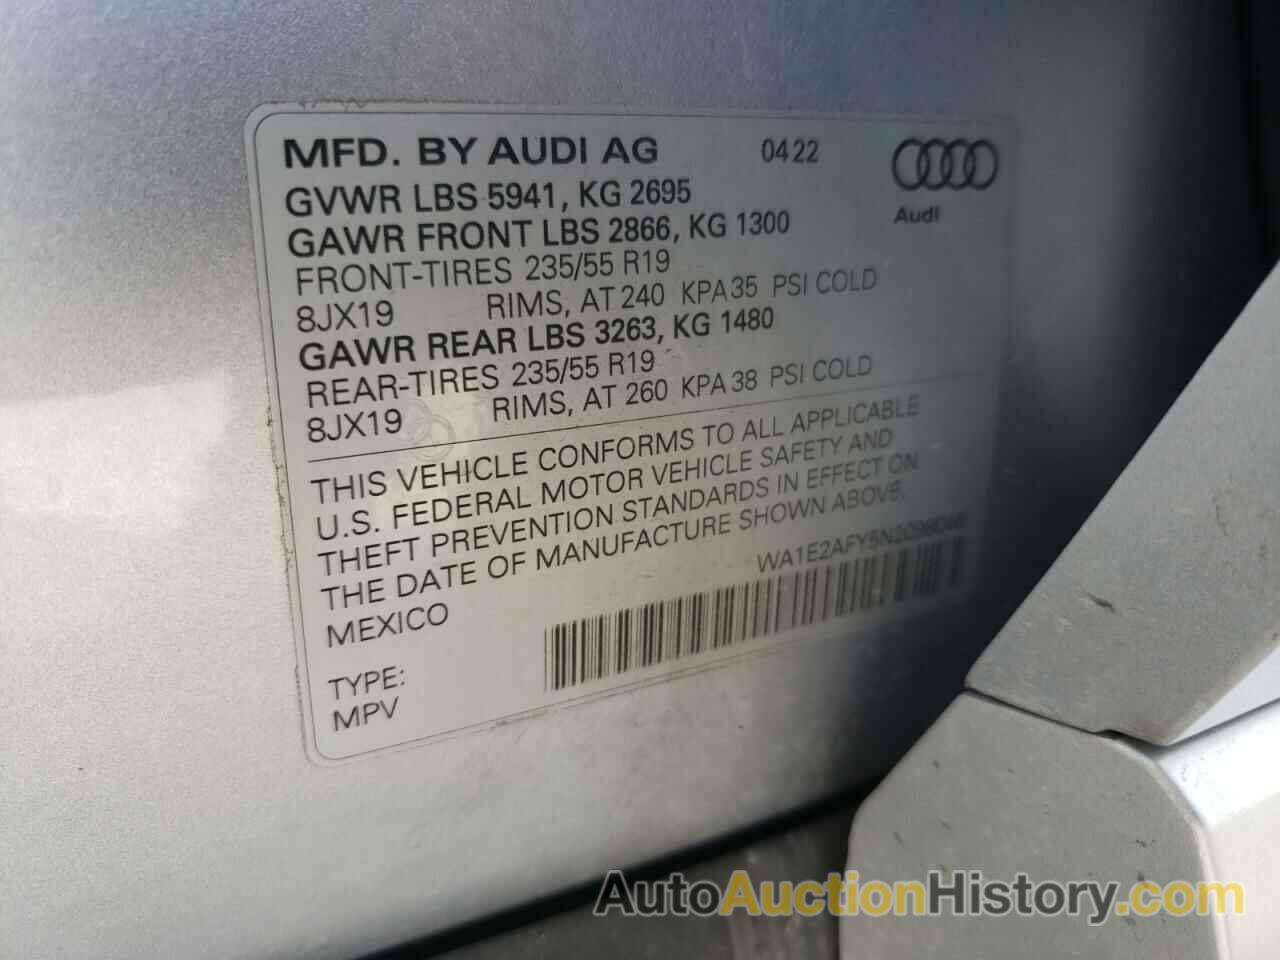 MFD. BY AUDI AG 0422
Audi
GVWR LBS 5941, KG 2695
GAWR FRONT LBS 2866, KG 1300
FRONT-TIRES 235/55 R19
8JX19 RIMS, AT 240 KPA 35 PSI COLD
GAWR REAR LBS 3263, KG 1480
REAR-TIRES 235/55 R19
8JX19 RIMS, AT 260 KPA 38 PSI COLD
THIS VEHICLE CONFORMS TO ALL APPLICABLE
U.S. FEDERAL MOTOR VEHICLE SAFETY AND
THEFT PREVENTION STANDARDS IN EFFECT ON
THE DATE OF MANUFACTURE SHOWN ABOVE.
MEXICO
TYPE:
MPV
AutoAuctionHistory.com